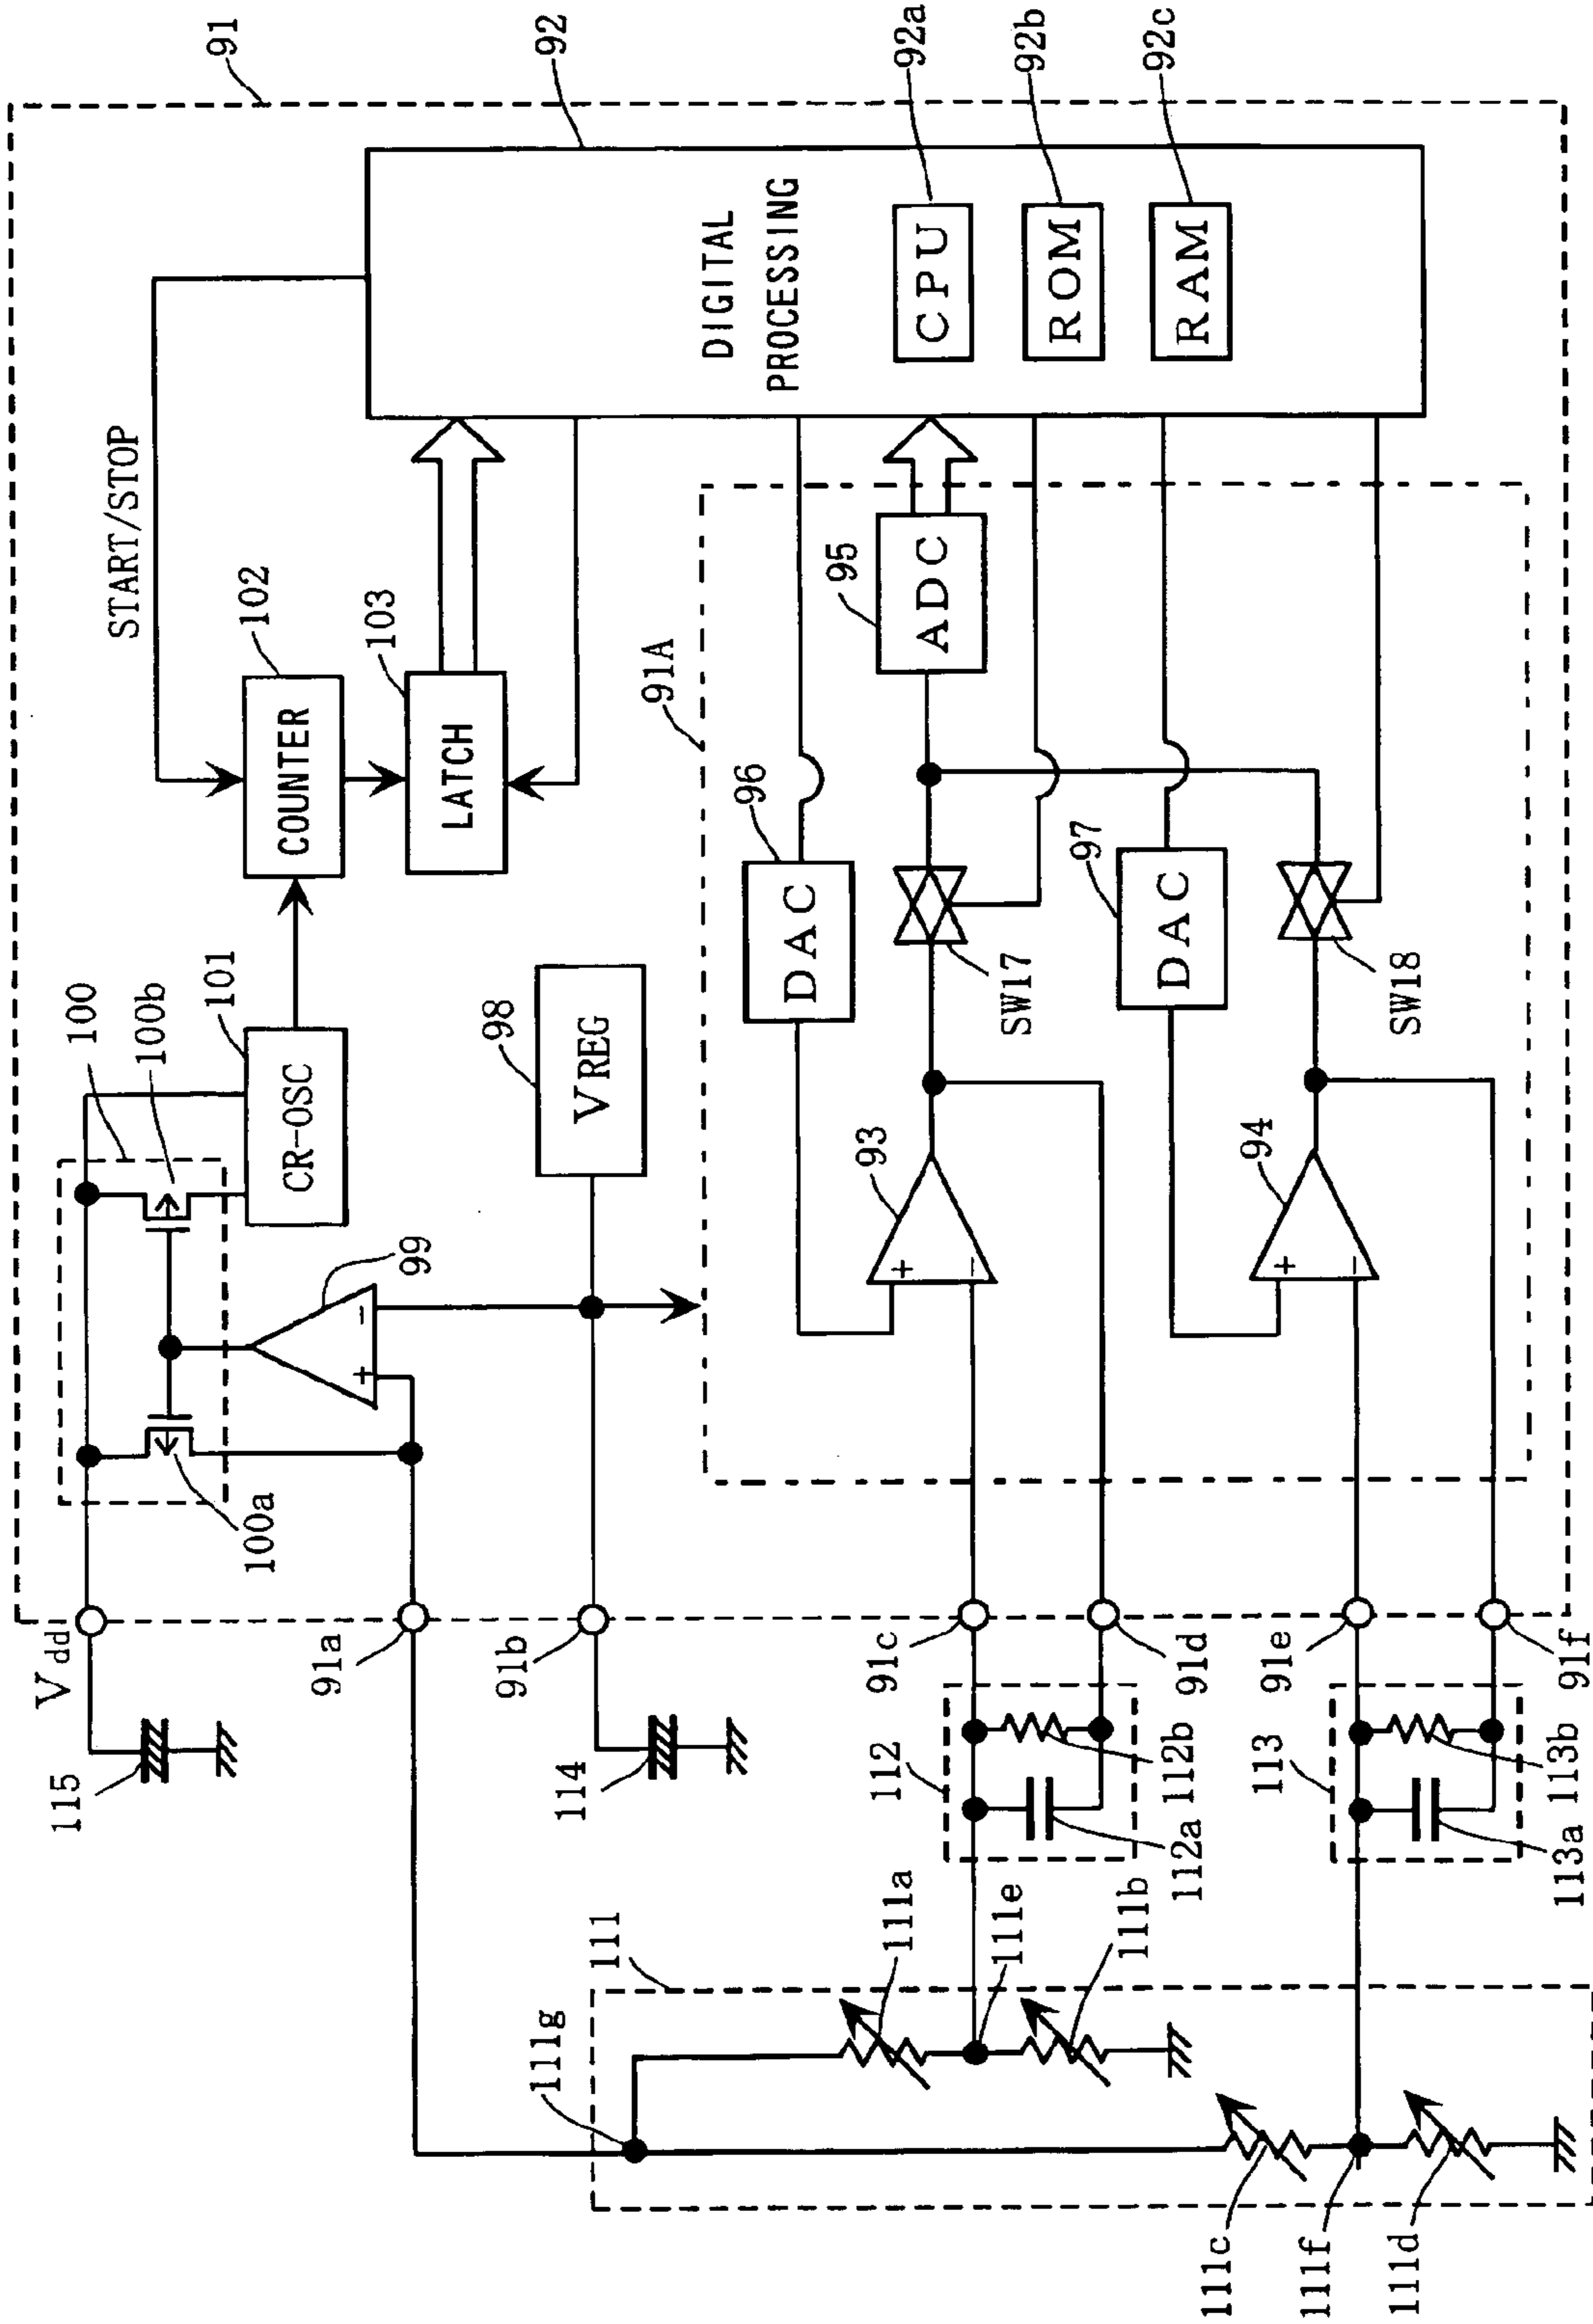 91
92
START/STOP
102
COUNTER
103
LATCH
DIGITAL
PROCESSING
CPU
92a
ROM
92b
RAM
92c
100
100b
101
CR-OSC
99
+
−
100a
98
VREG
91A
96
DAC
95
ADC
SW17
93
+
−
97
DAC
SW18
94
+
−
Vdd
91a
91b
91c
91d
91e
91f
115
114
112
112b
112a
113
113b
113a
111
111g
111a
111e
111b
111c
111f
111d